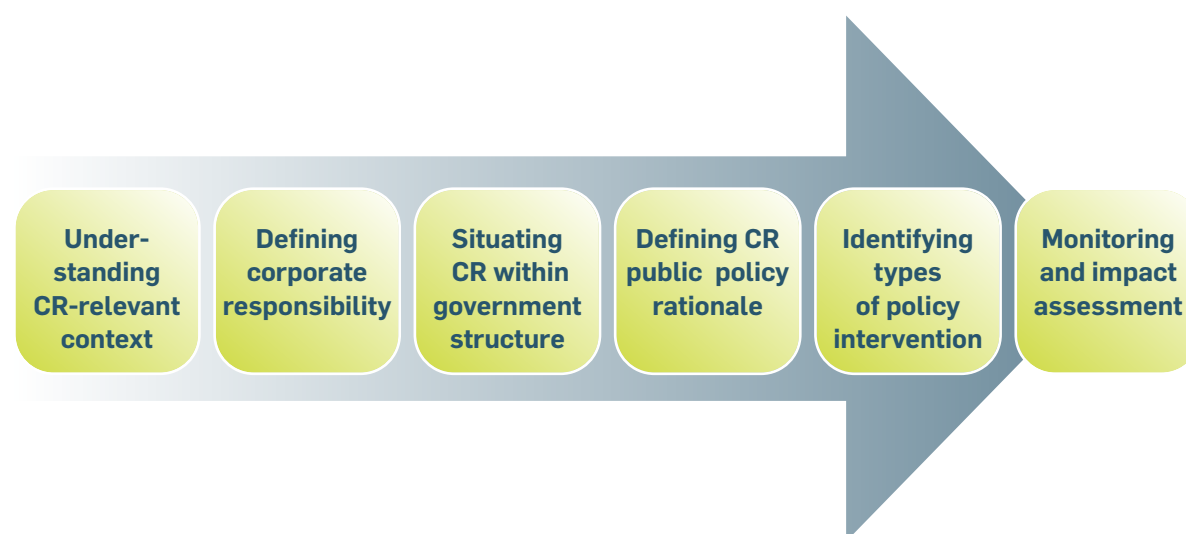 Under-
standing
CR-relevant
context
Defining
corporate
responsibility
Situating
CR within
government
structure
Defining CR
public policy
rationale
Identifying
types
of policy
intervention
Monitoring
and impact
assessment